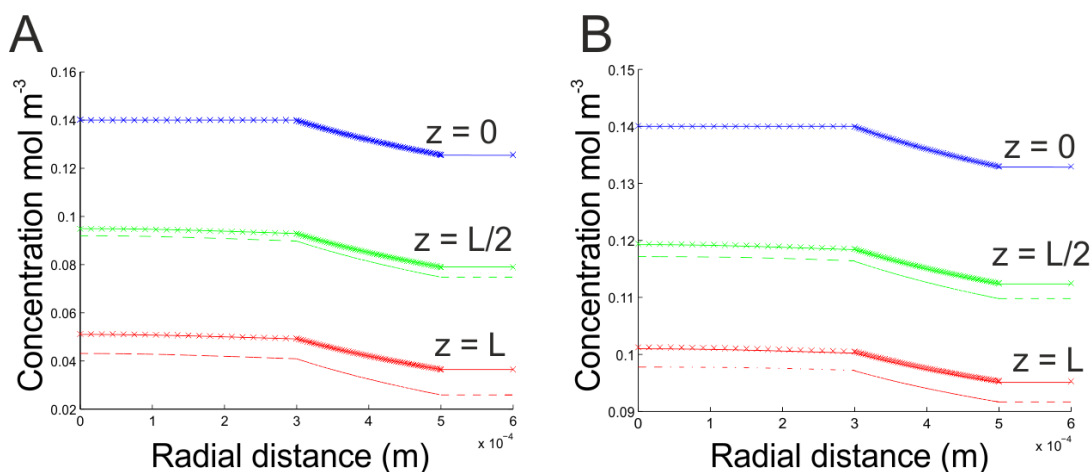 A
Concentration mol m-3
0.16
0.14
0.12
0.1
0.08
0.06
0.04
0.02
z = 0
z = L/2
z = L
0 1 2 3 4 5 6
x 10-4
Radial distance (m)
B
Concentration mol m-3
0.15
0.14
0.13
0.12
0.11
0.1
0.09
z = 0
z = L/2
z = L
0 1 2 3 4 5 6
x 10-4
Radial distance (m)